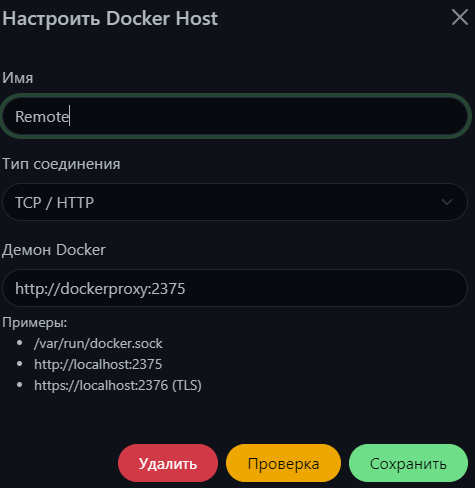 Настроить Docker Host
Имя
Remote
Тип соединения
TCP / HTTP
Демон Docker
http://dockerproxy:2375
Примеры:
• /var/run/docker.sock
• http://localhost:2375
• https://localhost:2376 (TLS)
Удалить Проверка Сохранить